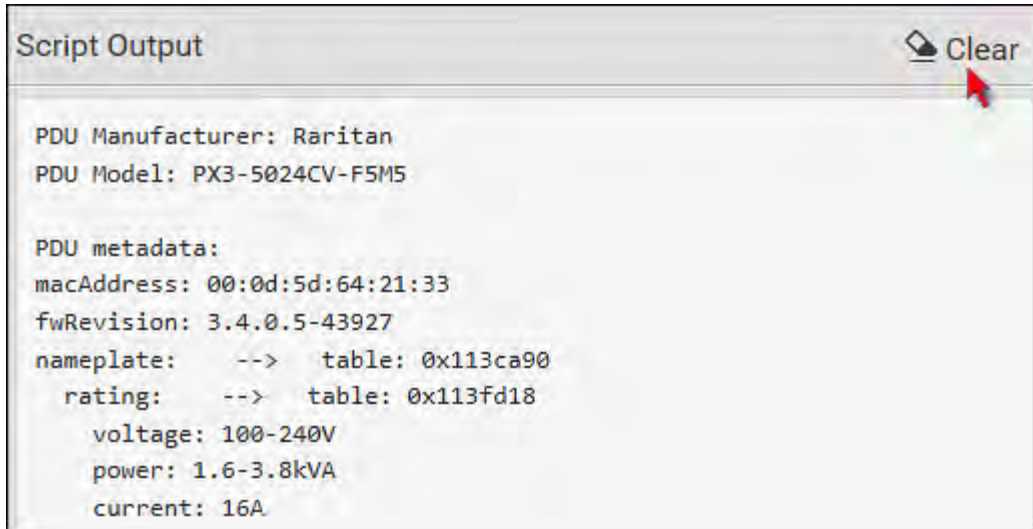 Script Output
Clear
PDU Manufacturer: Raritan
PDU Model: PX3-5024CV-F5M5
PDU metadata:
macAddress: 00:0d:5d:64:21:33
fwRevision: 3.4.0.5-43927
nameplate: --> table: 0x113ca90
rating: --> table: 0x113fd18
voltage: 100-240V
power: 1.6-3.8kVA
current: 16A